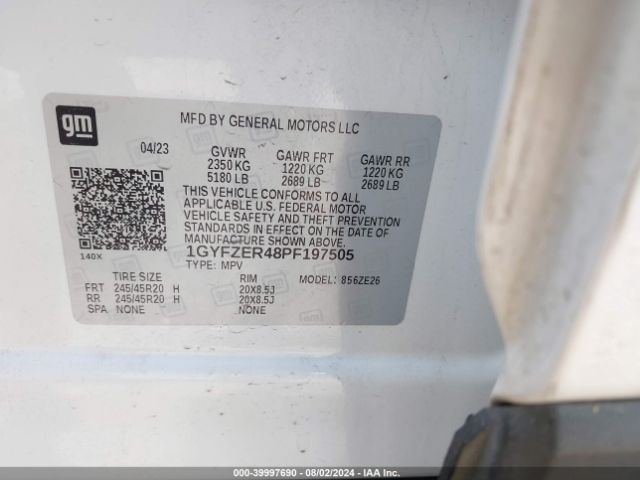 gm
MFD BY GENERAL MOTORS LLC
04/23 GVWR GAWR FRT GAWR RR
2350 KG 1220 KG 1220 KG
5180 LB 2689 LB 2689 LB
THIS VEHICLE CONFORMS TO ALL
APPLICABLE U.S. FEDERAL MOTOR
VEHICLE SAFETY AND THEFT PREVENTION
STANDARDS IN EFFECT ON THE DATE OF
MANUFACTURE SHOWN ABOVE.
140X 1GYFZER48PF197505
TYPE: MPV
TIRE SIZE RIM MODEL: 856ZE26
FRT 245/45R20 H 20X8.5J
RR 245/45R20 H 20X8.5J
SPA NONE NONE
000-39997690 - 08/02/2024 - IAA Inc.